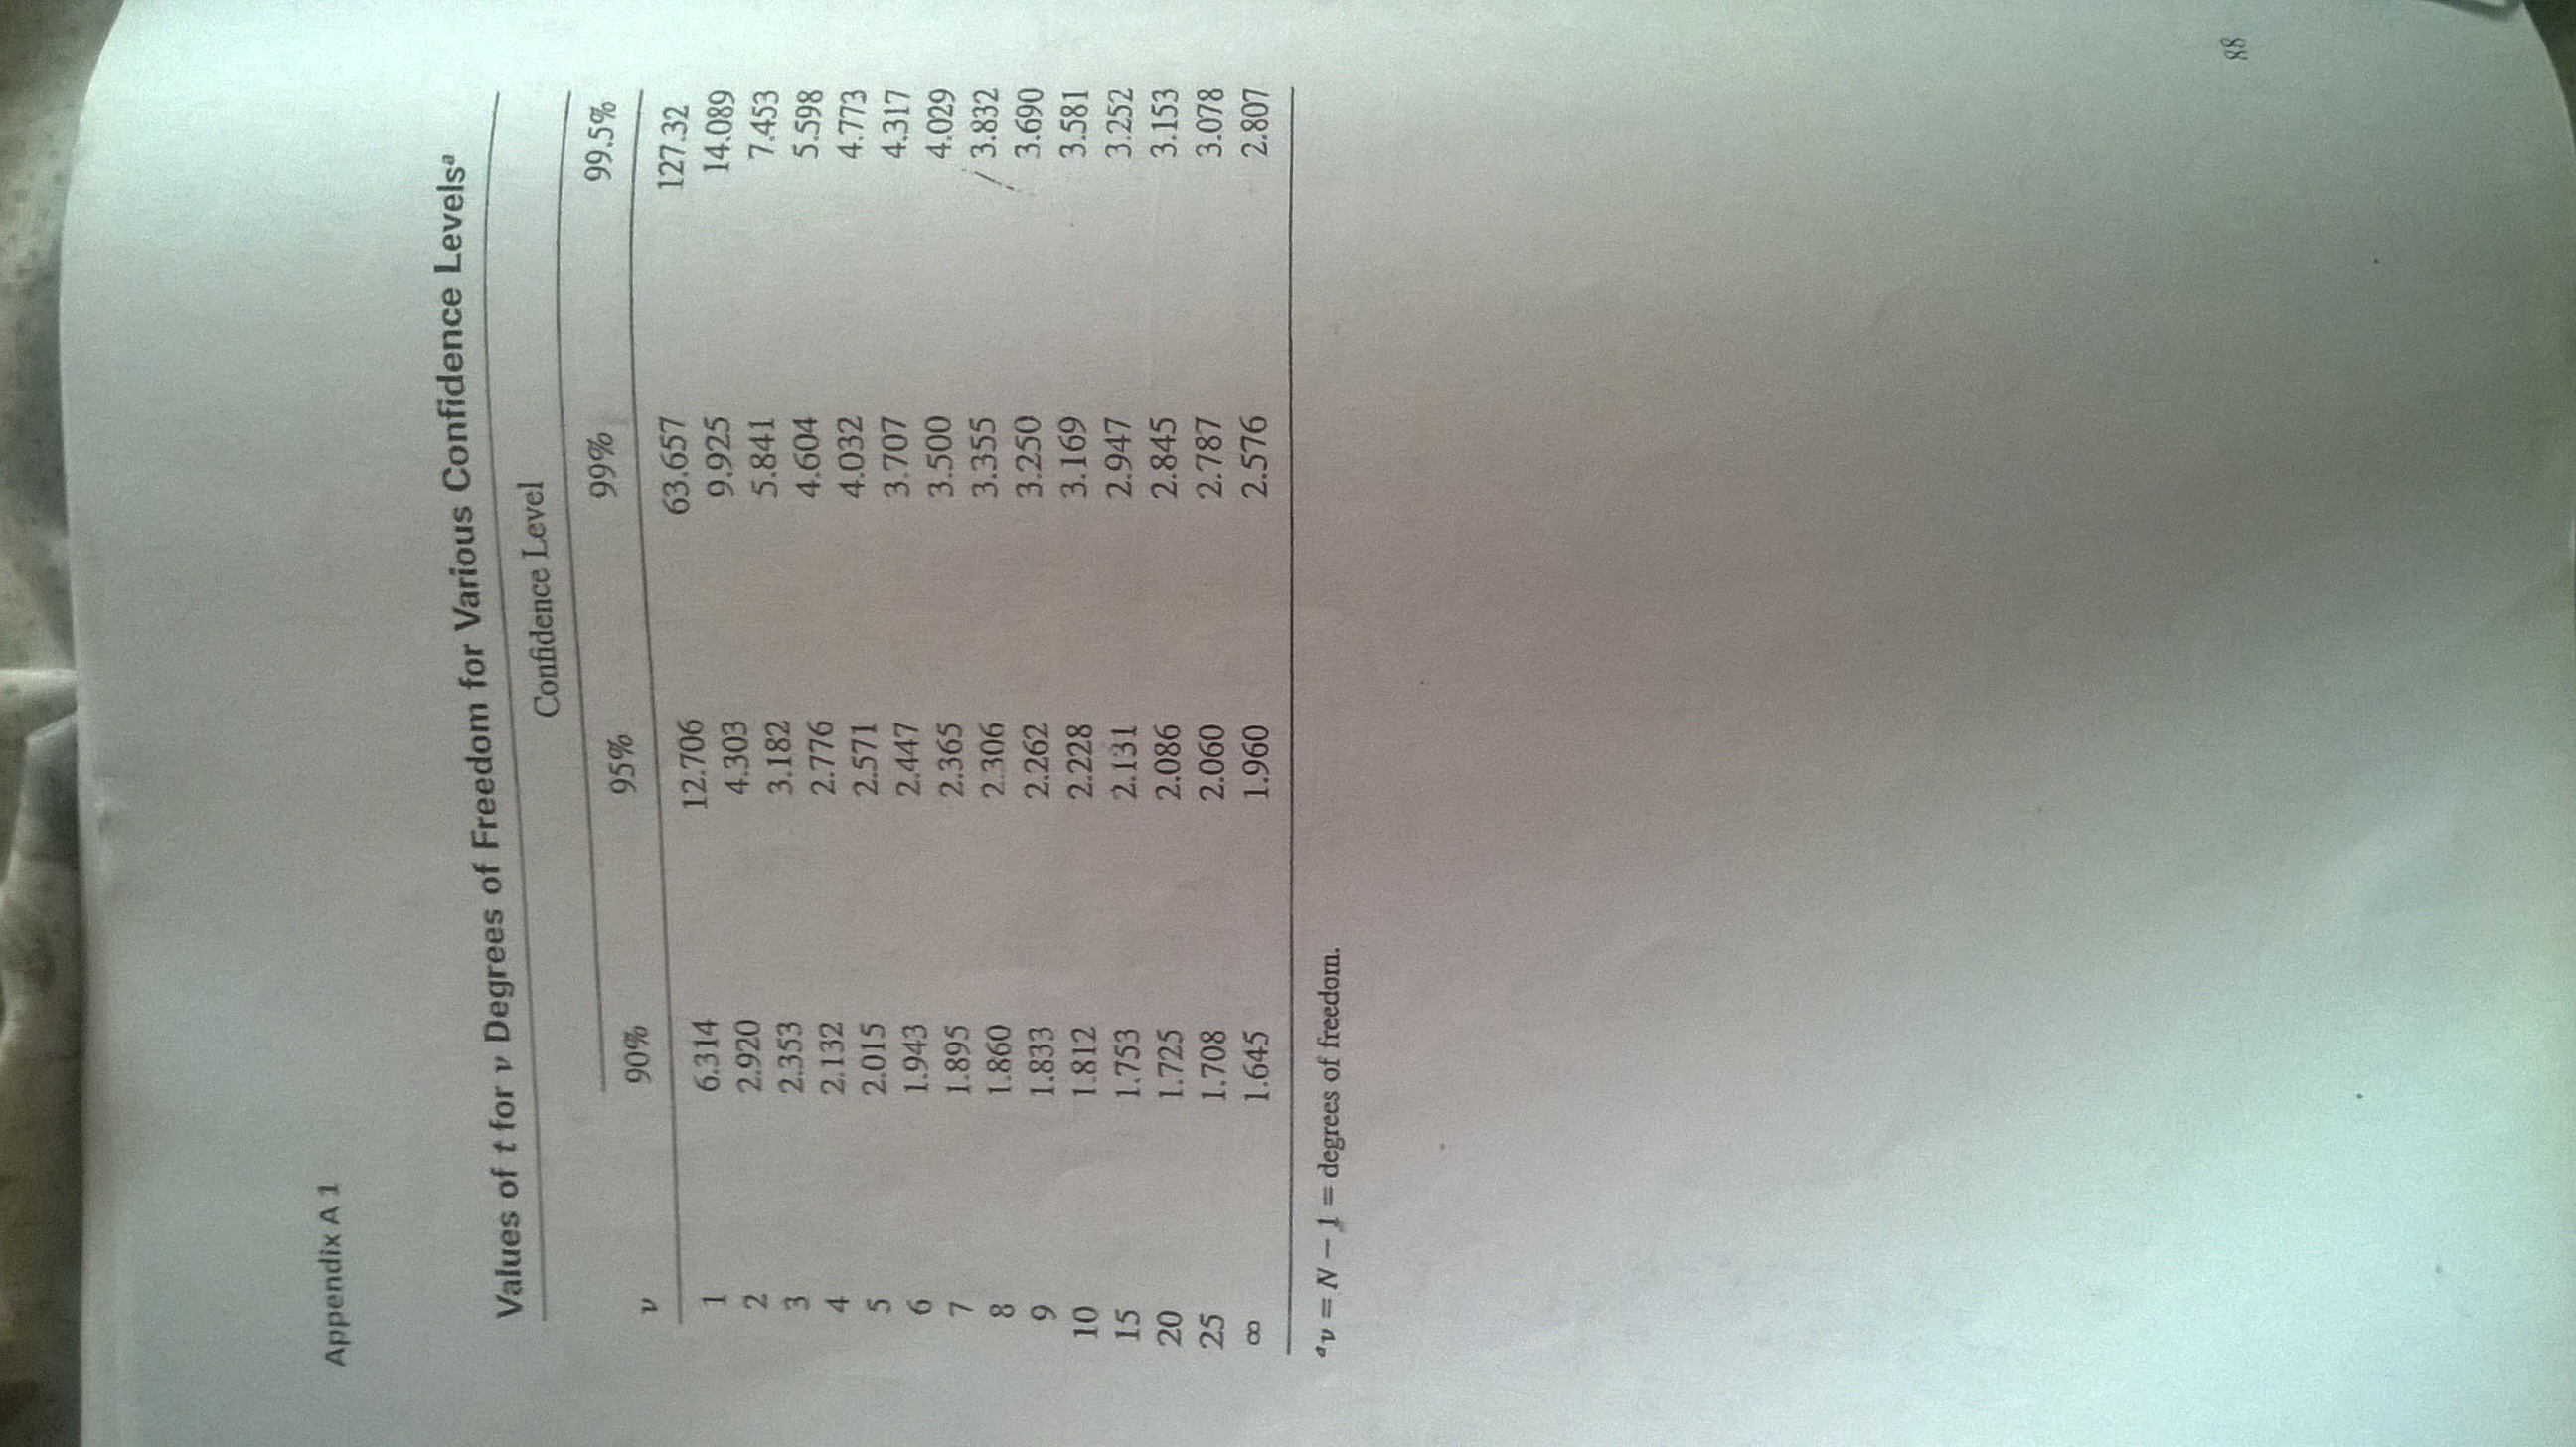 Appendix A 1
Values of t for ν Degrees of Freedom for Various Confidence Levelsᵃ
Confidence Level
ν 90% 95% 99% 99.5%
1 6.314 12.706 63.657 127.32
2 2.920 4.303 9.925 14.089
3 2.353 3.182 5.841 7.453
4 2.132 2.776 4.604 5.598
5 2.015 2.571 4.032 4.773
6 1.943 2.447 3.707 4.317
7 1.895 2.365 3.500 4.029
8 1.860 2.306 3.355 3.832
9 1.833 2.262 3.250 3.690
10 1.812 2.228 3.169 3.581
15 1.753 2.131 2.947 3.252
20 1.725 2.086 2.845 3.153
25 1.708 2.060 2.787 3.078
∞ 1.645 1.960 2.576 2.807
ᵃν = N − 1 = degrees of freedom.
88